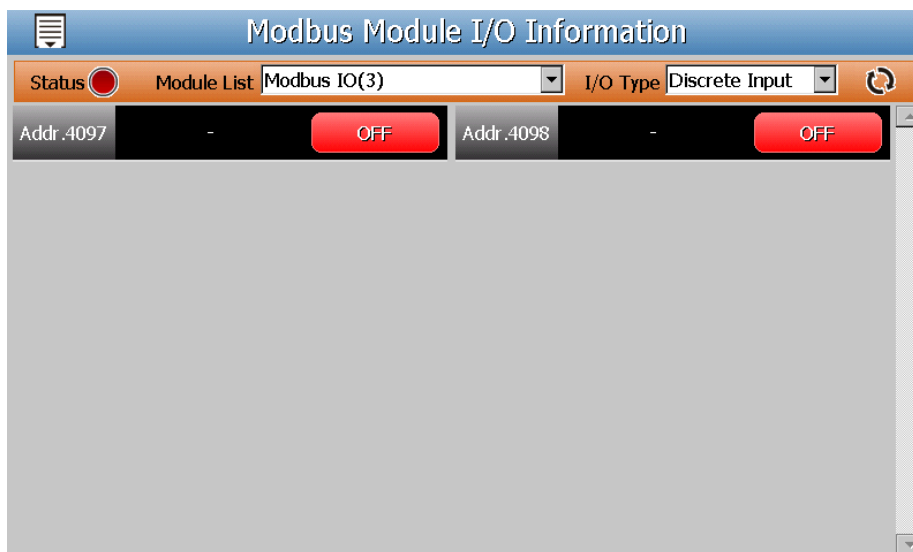 Modbus Module I/O Information
Status Module List Modbus IO(3) I/O Type Discrete Input
Addr.4097 - OFF Addr.4098 - OFF